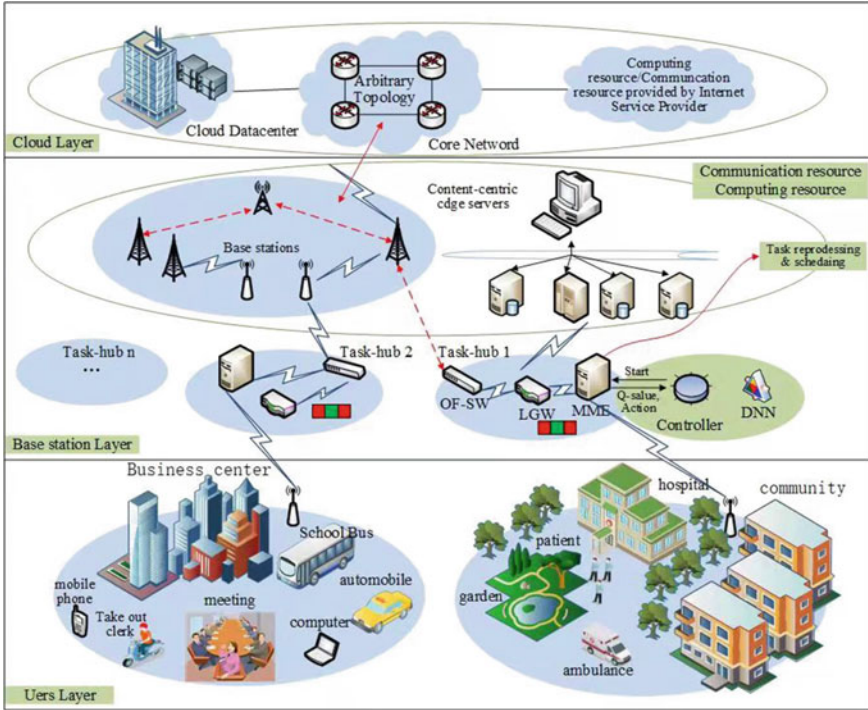 Computing
resource/Communcation
resource provided by Internet
Service Provider
Arbitrary
Topology
Cloud Datacenter
Core Network
Cloud Layer
Communication resource
Computing resource
Content-centric
cdge servers
Base stations
Task reprodessing
& schedaing
Task-hub n
...
Task-hub 2
Task-hub 1
OF-SW
LGW
MME
Start
Q-salue,
Action
Controller
DNN
Base station Layer
Business center
School Bus
mobile
phone
Take out
clerk
meeting
computer
automobile
hospital
community
patient
garden
ambulance
Uers Layer